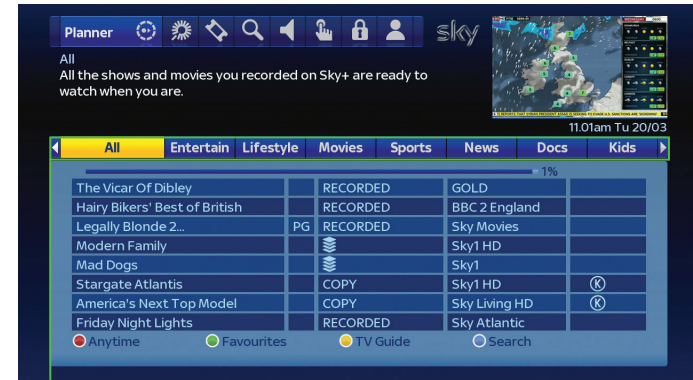 Planner
sky
All
All the shows and movies you recorded on Sky+ are ready to
watch when you are.
11.01am Tu 20/03
All Entertain Lifestyle Movies Sports News Docs Kids
1%
The Vicar Of Dibley RECORDED GOLD
Hairy Bikers' Best of British RECORDED BBC 2 England
Legally Blonde 2... PG RECORDED Sky Movies
Modern Family Sky1 HD
Mad Dogs Sky1
Stargate Atlantis COPY Sky1 HD K
America's Next Top Model COPY Sky Living HD K
Friday Night Lights RECORDED Sky Atlantic
Anytime Favourites TV Guide Search